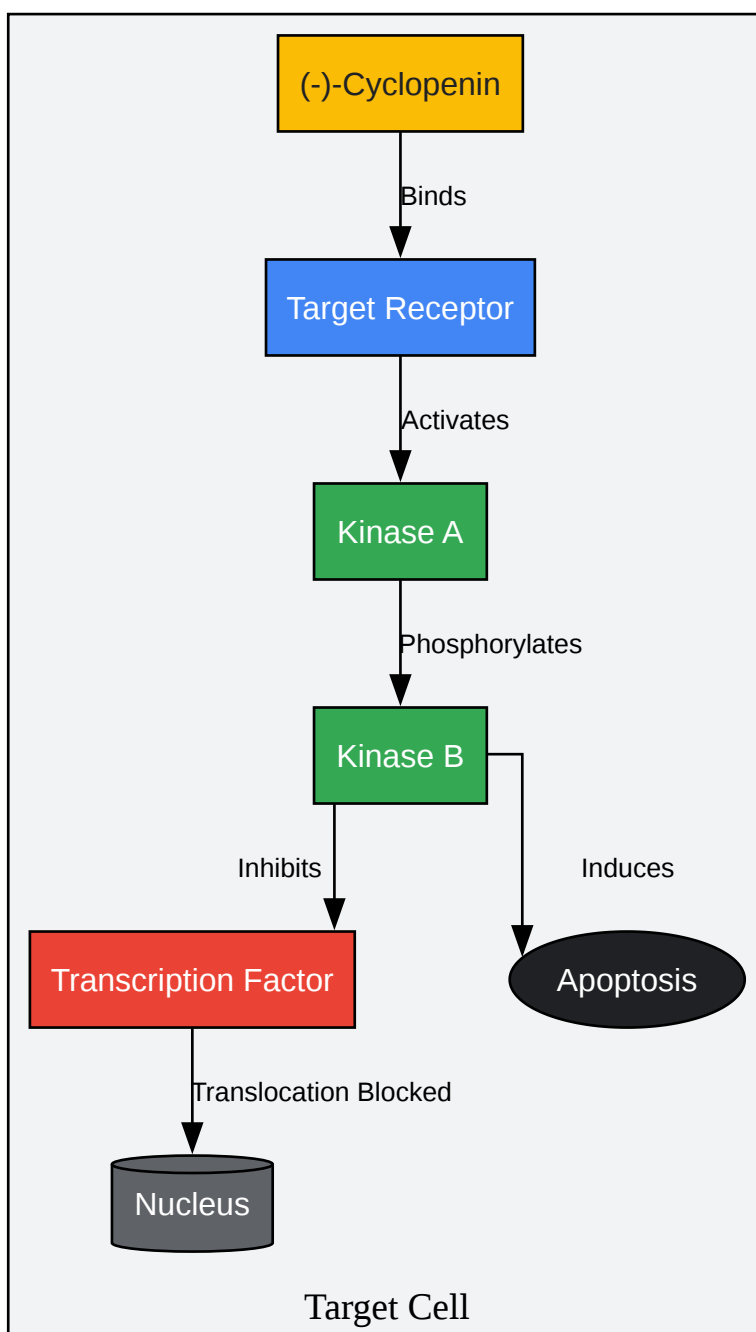 (-)-Cyclopenin
Binds
Target Receptor
Activates
Kinase A
Phosphorylates
Kinase B
Inhibits
Induces
Transcription Factor
Apoptosis
Translocation Blocked
Nucleus
Target Cell